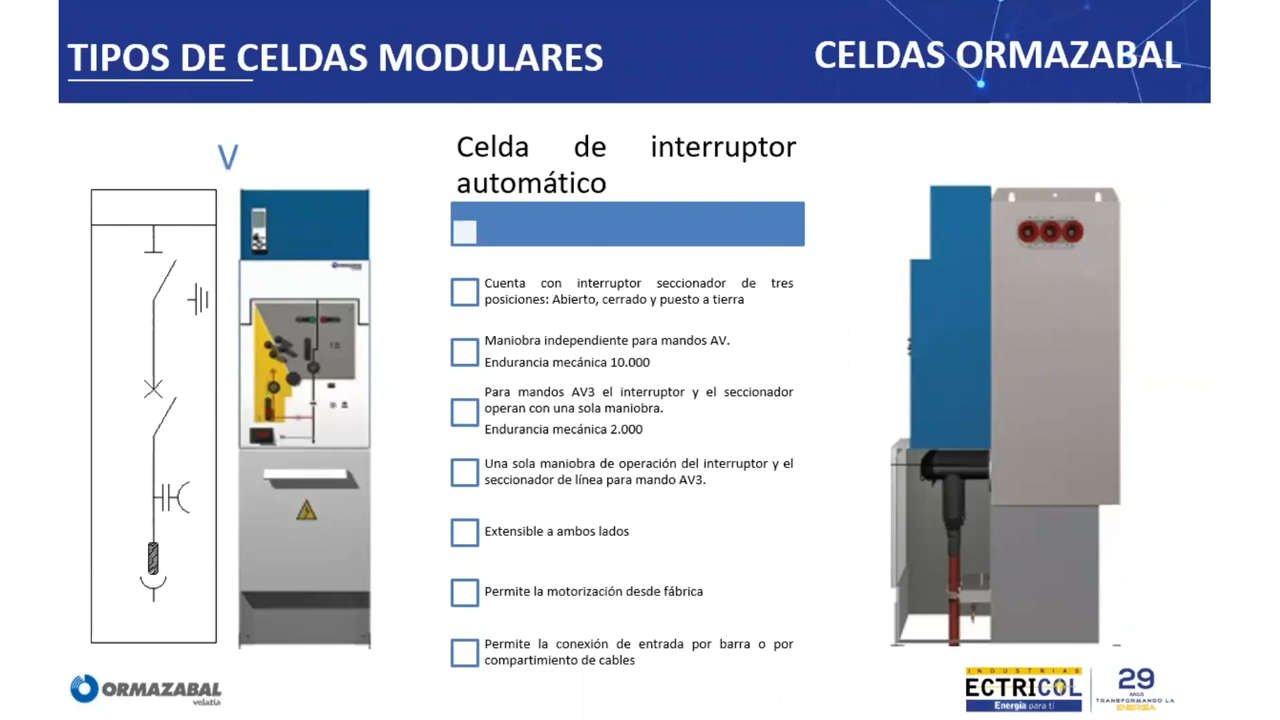 TIPOS DE CELDAS MODULARES
CELDAS ORMAZABAL
V
Celda de interruptor
automático
Cuenta con interruptor seccionador de tres
posiciones: Abierto, cerrado y puesto a tierra
Maniobra independiente para mandos AV.
Endurancia mecánica 10.000
Para mandos AV3 el interruptor y el seccionador
operan con una sola maniobra.
Endurancia mecánica 2.000
Una sola maniobra de operación del interruptor y el
seccionador de línea para mando AV3.
Extensible a ambos lados
Permite la motorización desde fábrica
Permite la conexión de entrada por barra o por
compartimiento de cables
ORMAZABAL
velatia
INDUSTRIAS
ECTRICOL
Energía para ti
29
AÑOS
TRANSFORMANDO LA
ENERGÍA